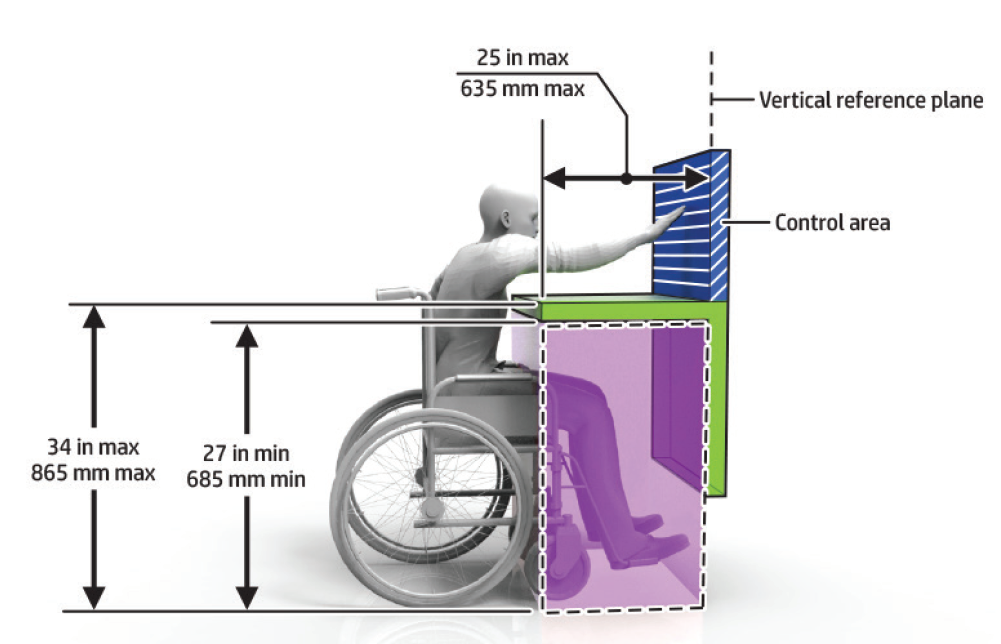 25 in max
635 mm max
Vertical reference plane
Control area
34 in max
865 mm max
27 in min
685 mm min